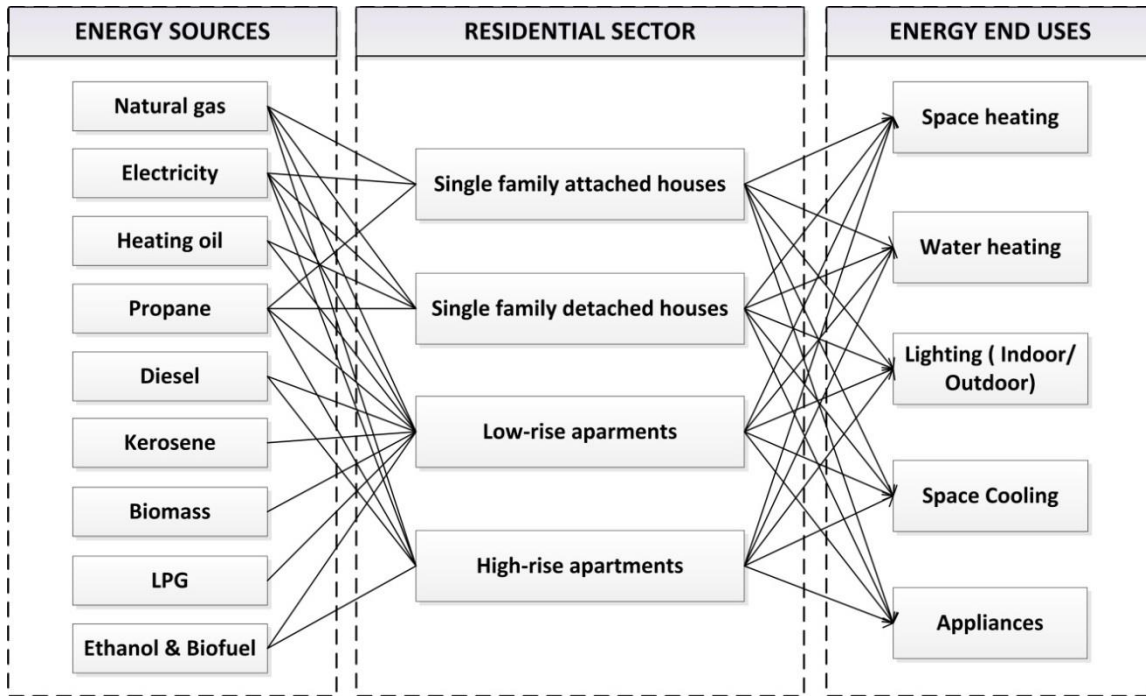 ENERGY SOURCES
RESIDENTIAL SECTOR
ENERGY END USES
Natural gas
Electricity
Heating oil
Propane
Diesel
Kerosene
Biomass
LPG
Ethanol & Biofuel
Single family attached houses
Single family detached houses
Low-rise aparments
High-rise apartments
Space heating
Water heating
Lighting ( Indoor/
Outdoor)
Space Cooling
Appliances